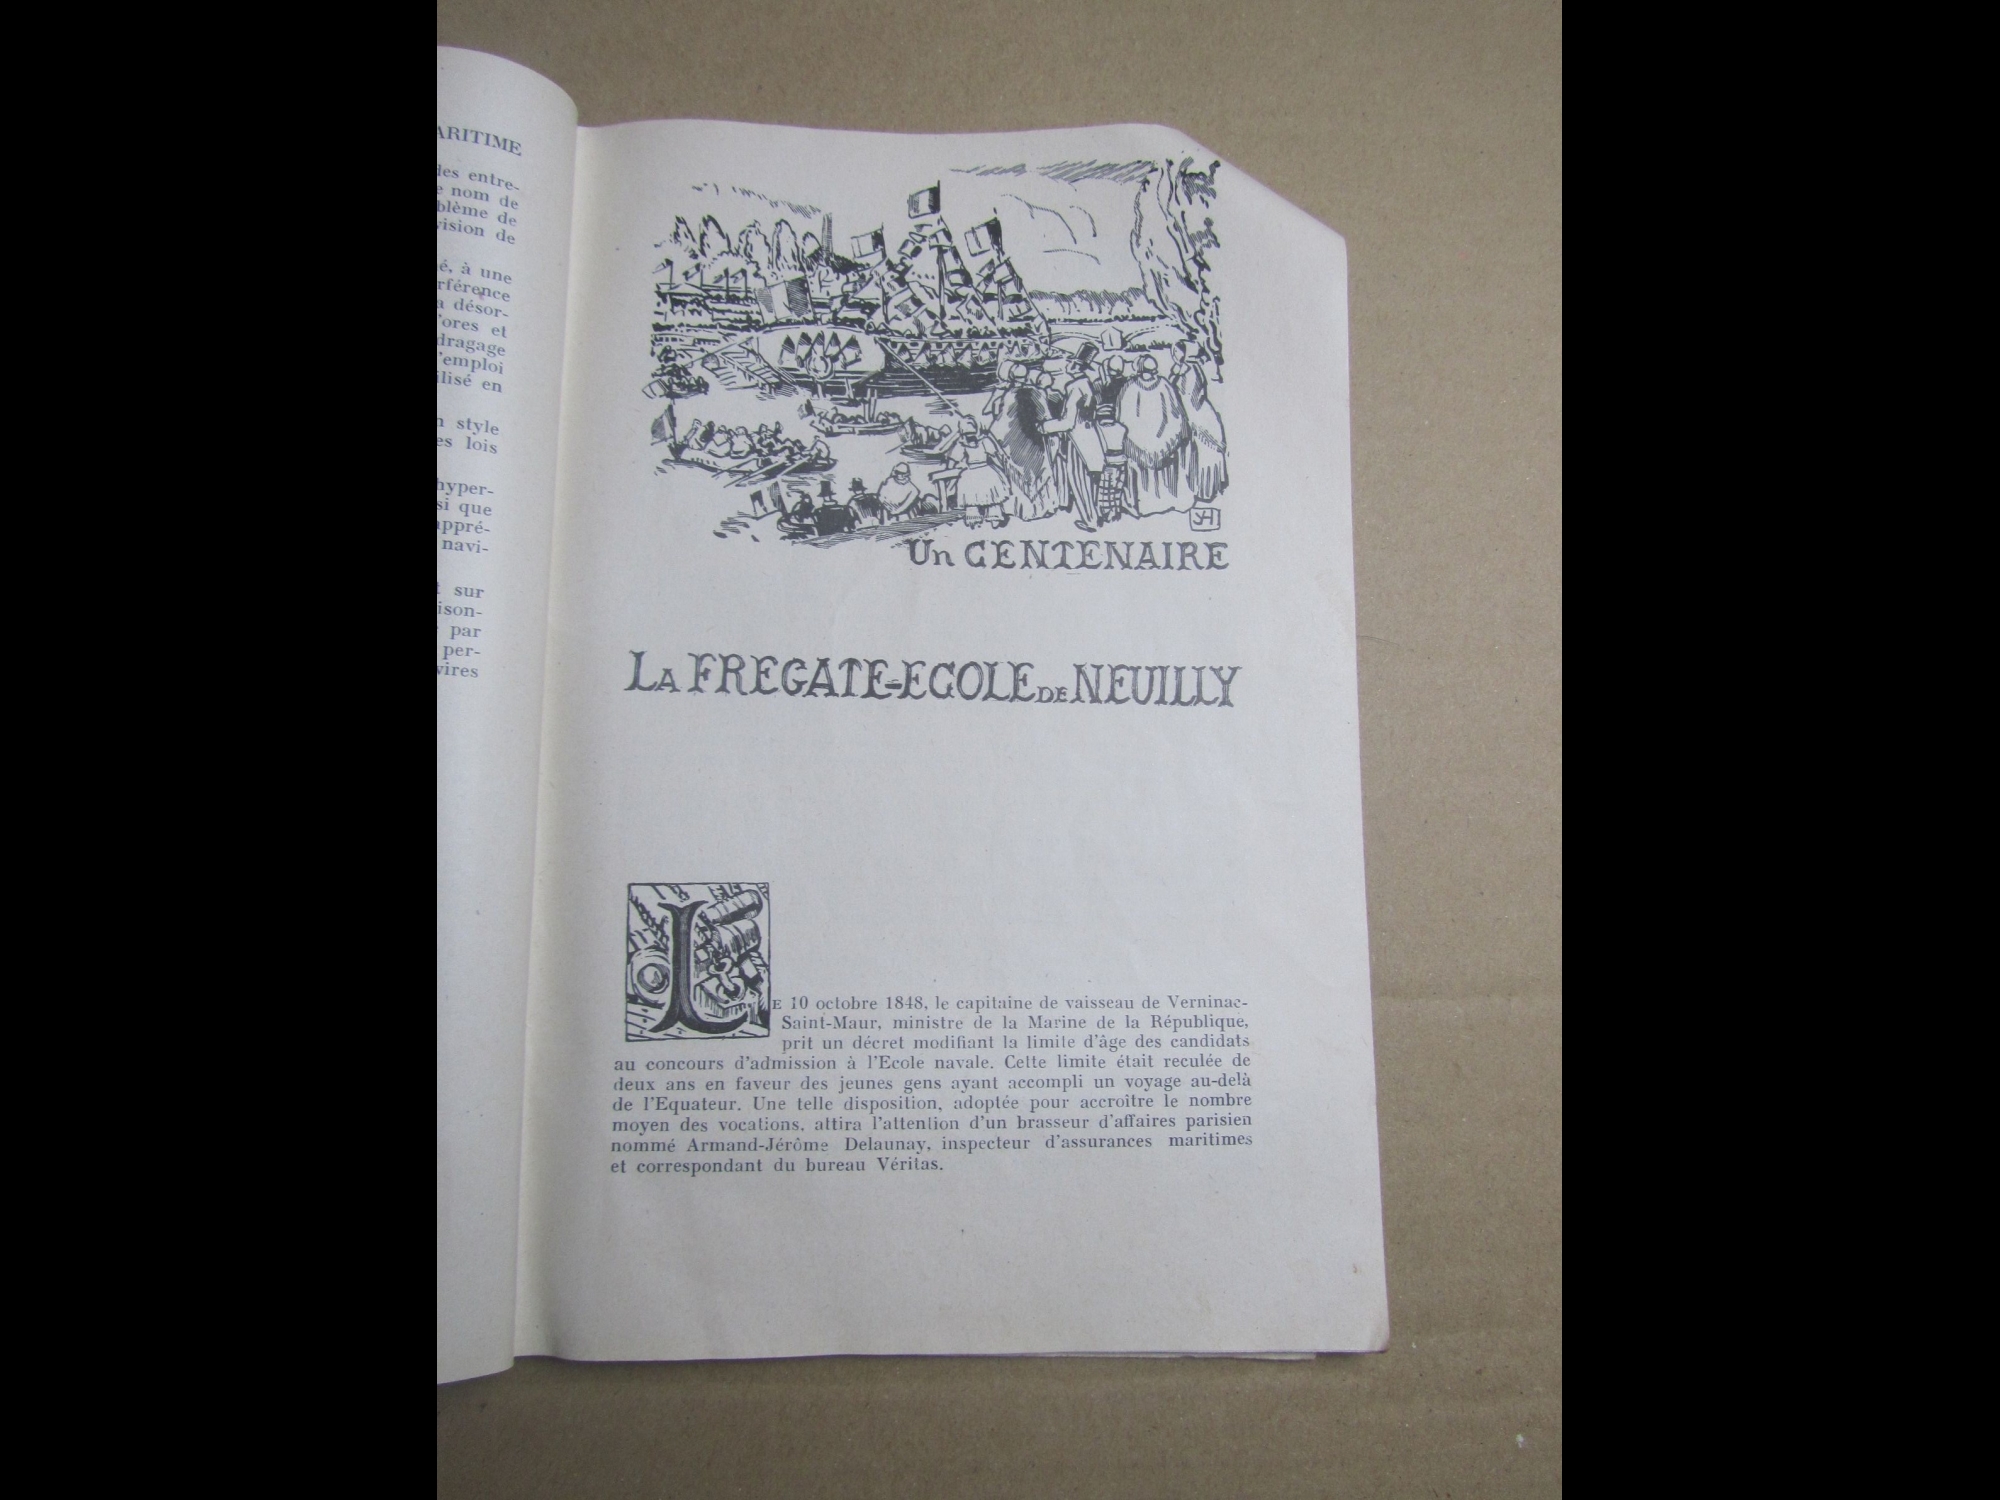 ARITIME
des entre-
e nom de
blème de
vision de
é, à une
rférence
a désor-
'ores et
dragage
'emploi
ilisé en
n style
es lois
hyper-
si que
appré-
navi-
t sur
ison-
par
per-
vires
JH
Un CENTENAIRE
LA FREGATE-ECOLE DE NEUILLY
LE 10 octobre 1848, le capitaine de vaisseau de Verninac-
Saint-Maur, ministre de la Marine de la République,
prit un décret modifiant la limite d'âge des candidats
au concours d'admission à l'Ecole navale. Cette limite était reculée de
deux ans en faveur des jeunes gens ayant accompli un voyage au-delà
de l'Equateur. Une telle disposition, adoptée pour accroître le nombre
moyen des vocations, attira l'attention d'un brasseur d'affaires parisien
nommé Armand-Jérôme Delaunay, inspecteur d'assurances maritimes
et correspondant du bureau Véritas.